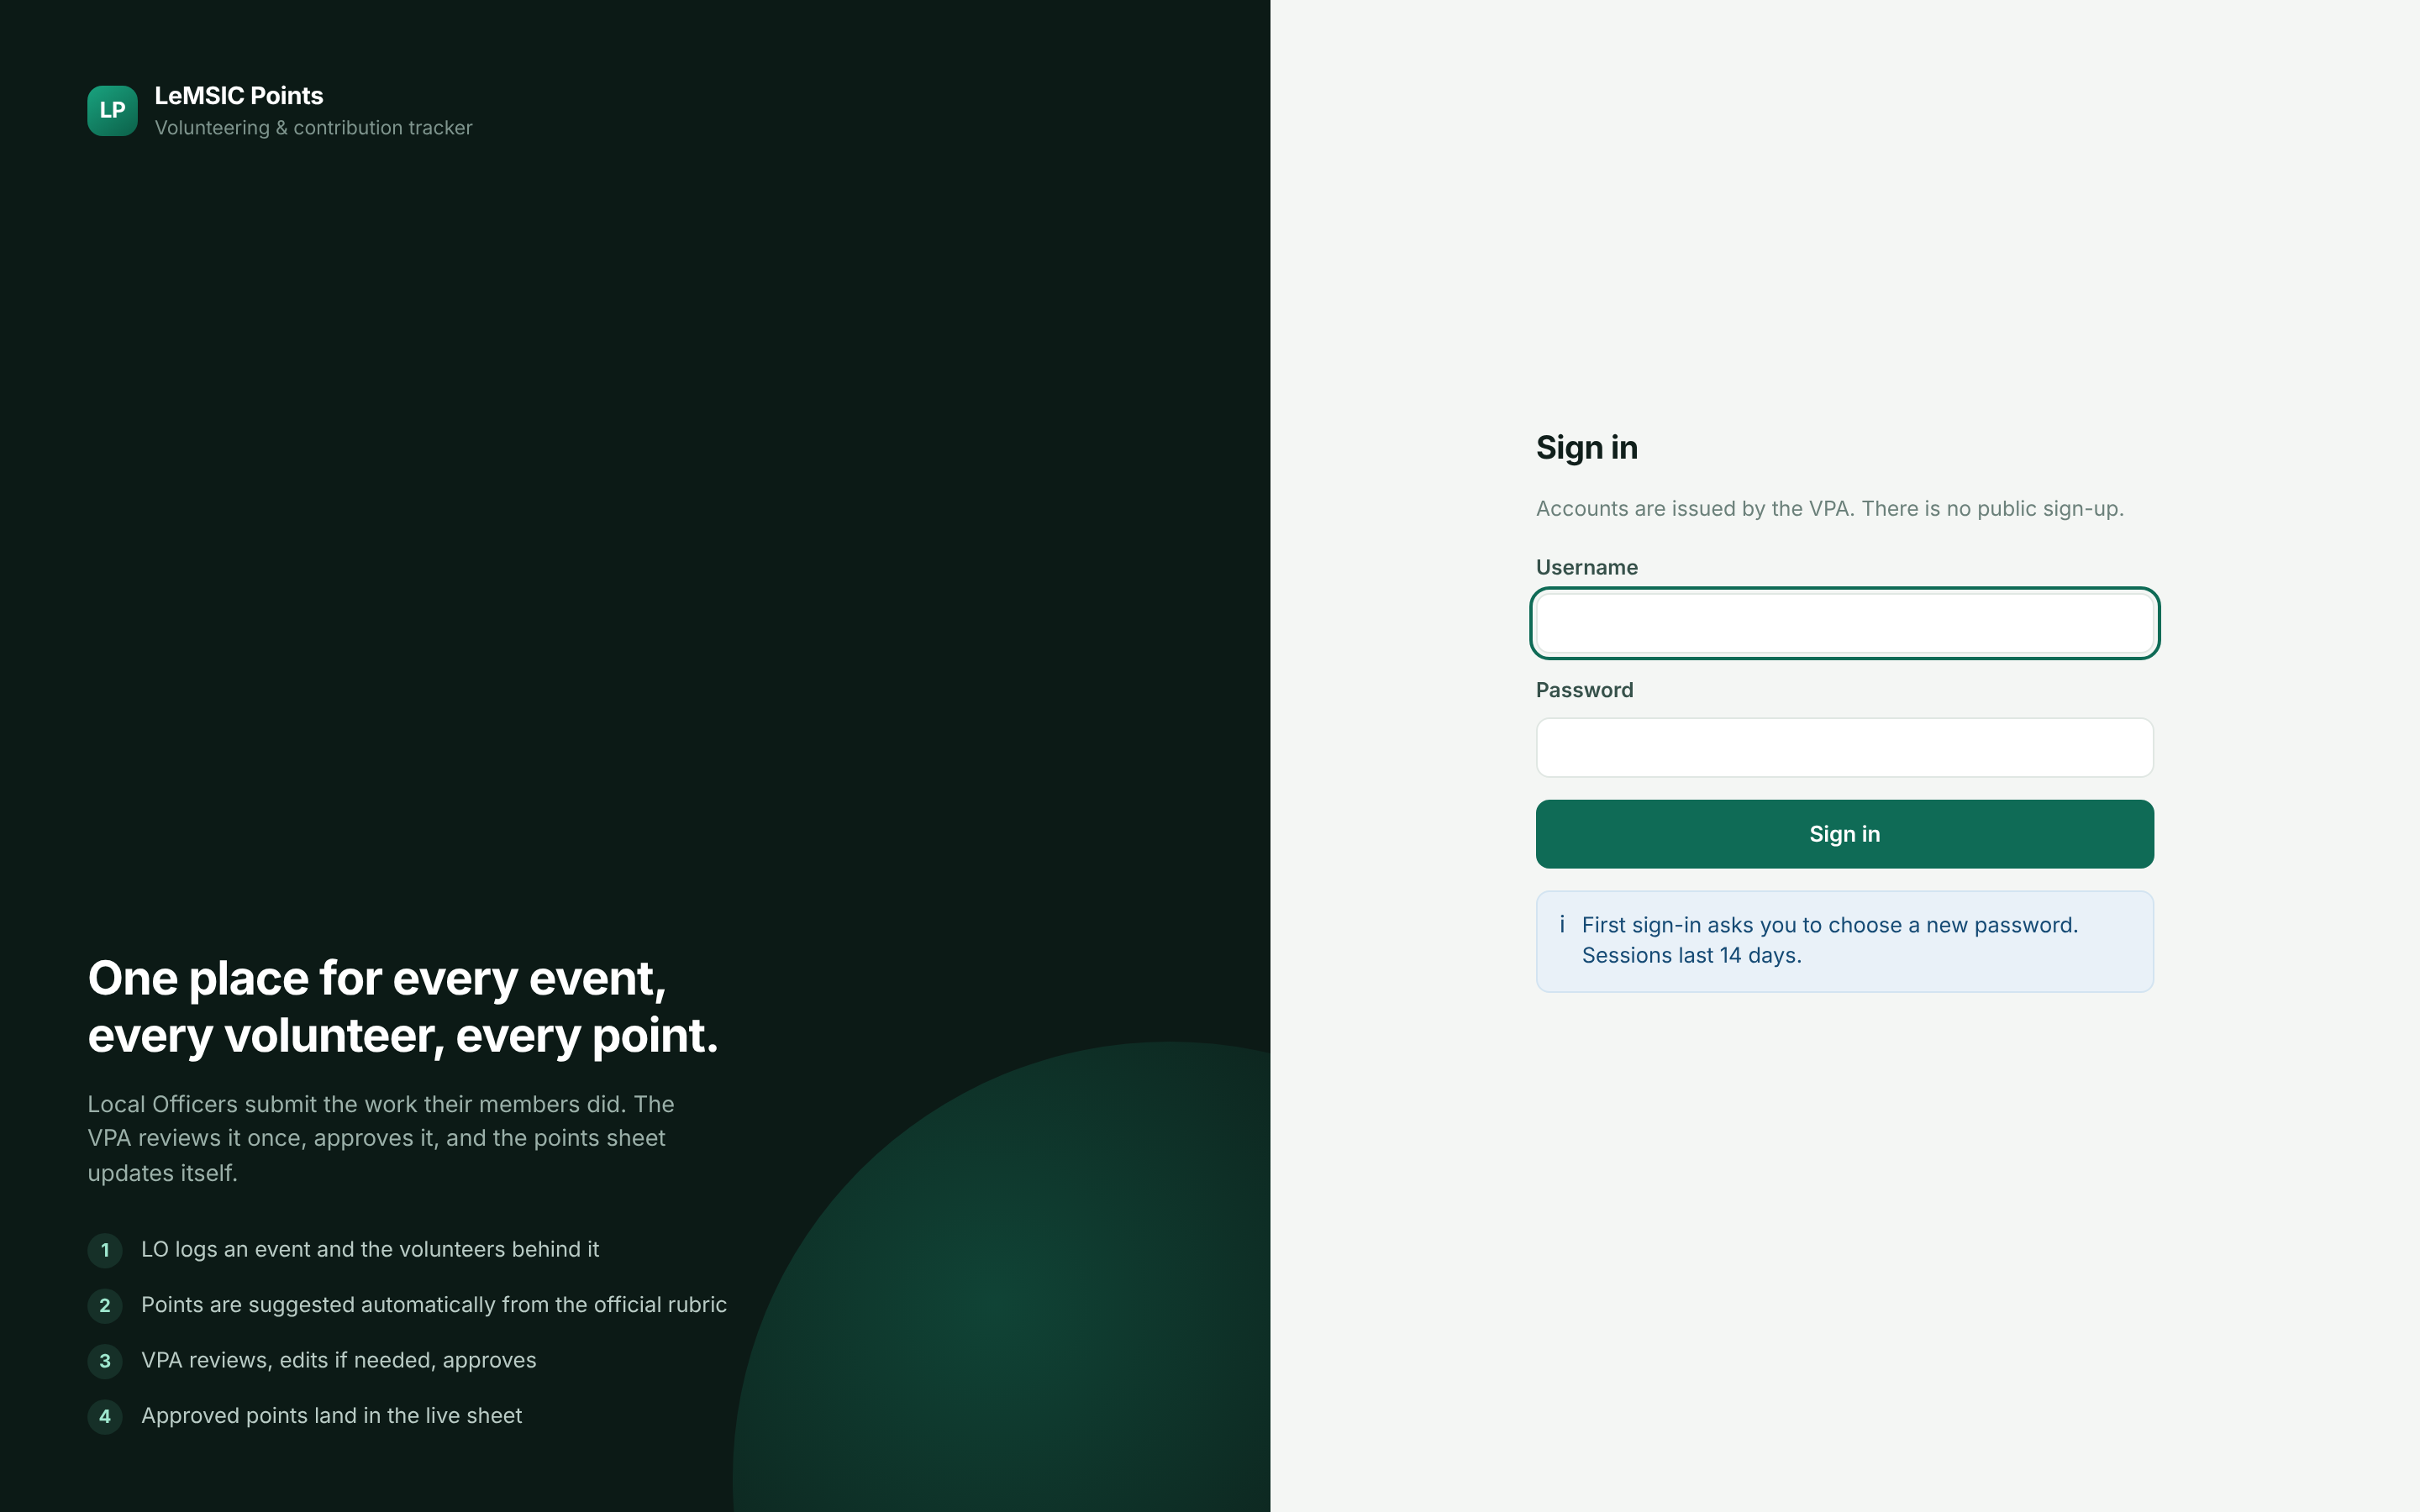 LP
LeMSIC Points
Volunteering & contribution tracker
One place for every event,
every volunteer, every point.
Local Officers submit the work their members did. The
VPA reviews it once, approves it, and the points sheet
updates itself.
1 LO logs an event and the volunteers behind it
2 Points are suggested automatically from the official rubric
3 VPA reviews, edits if needed, approves
4 Approved points land in the live sheet
Sign in
Accounts are issued by the VPA. There is no public sign-up.
Username
Password
Sign in
i First sign-in asks you to choose a new password.
Sessions last 14 days.